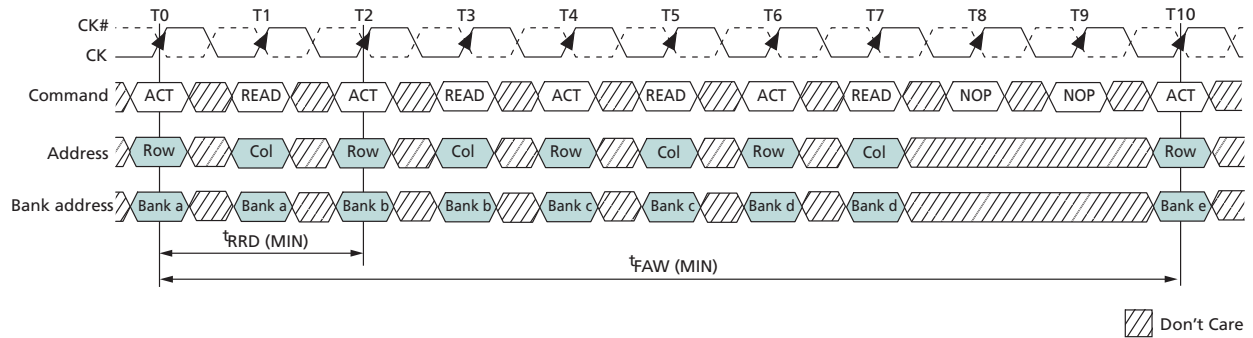 T0 T1 T2 T3 T4 T5 T6 T7 T8 T9 T10
CK#
CK
Command ACT READ ACT READ ACT READ ACT READ NOP NOP ACT
Address Row Col Row Col Row Col Row Col Row
Bank address Bank a Bank a Bank b Bank b Bank c Bank c Bank d Bank d Bank e
tRRD (MIN)
tFAW (MIN)
Don't Care